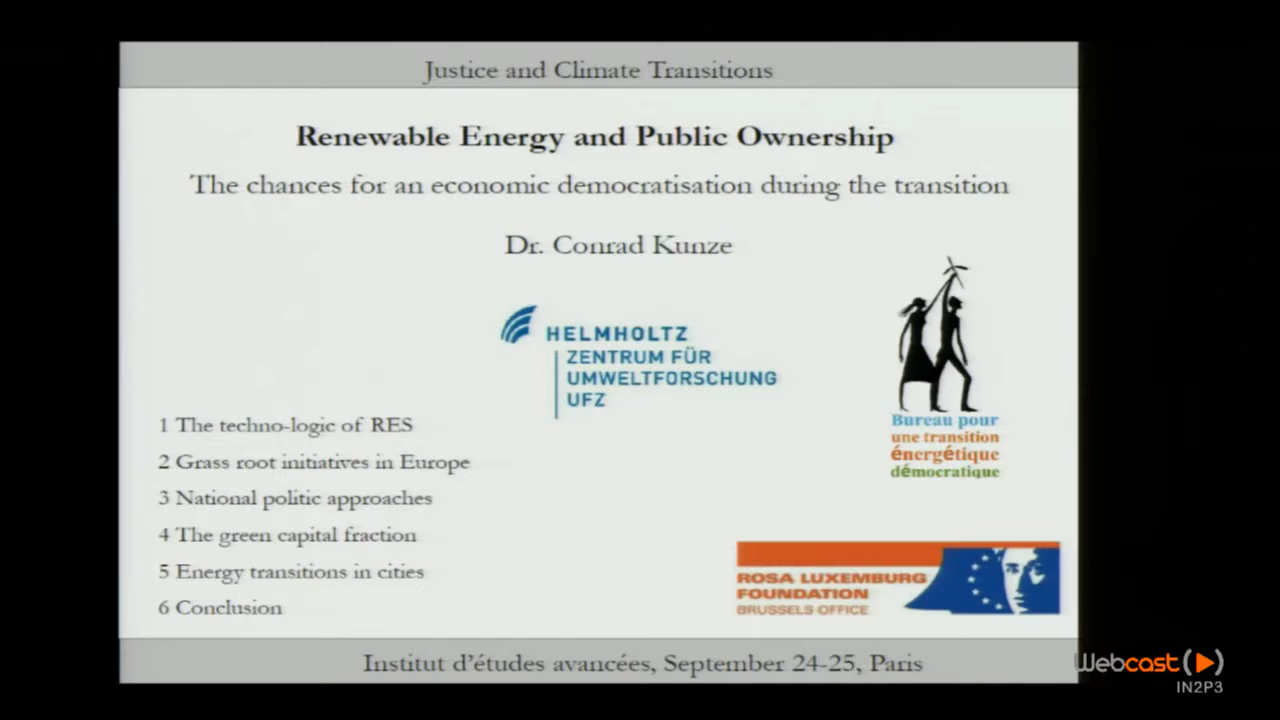 Justice and Climate Transitions
Renewable Energy and Public Ownership
The chances for an economic democratisation during the transition
Dr. Conrad Kunze
HELMHOLTZ
ZENTRUM FÜR
UMWELTFORSCHUNG
UFZ
Bureau pour
une transition
énergétique
démocratique
1 The techno-logic of RES
2 Grass root initiatives in Europe
3 National politic approaches
4 The green capital fraction
5 Energy transitions in cities
6 Conclusion
ROSA LUXEMBURG
FOUNDATION
BRUSSELS OFFICE
Institut d'études avancées, September 24-25, Paris
Webcast
IN2P3